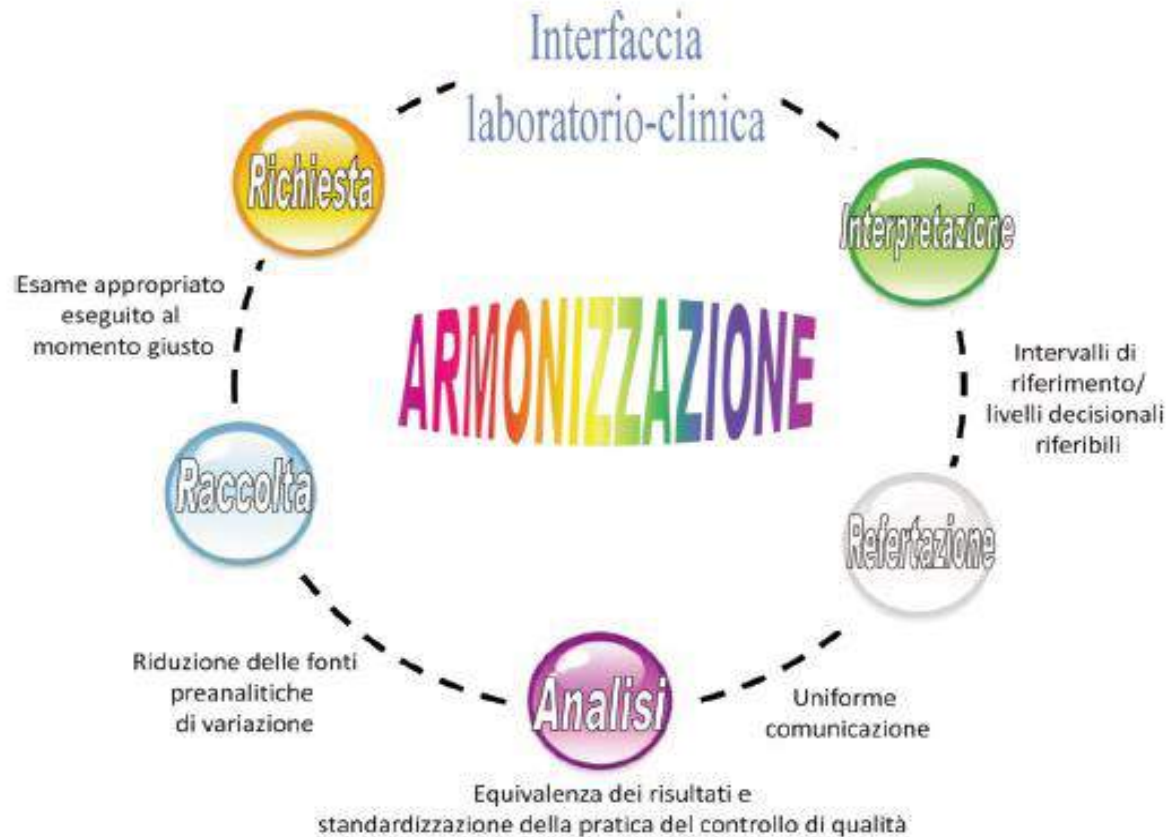 Interfaccia
laboratorio-clinica
Richiesta
Interpretazione
Esame appropriato
eseguito al
momento giusto
ARMONIZZAZIONE
Intervalli di
riferimento/
livelli decisionali
riferibili
Raccolta
Refertazione
Riduzione delle fonti
preanalitiche
di variazione
Analisi
Uniforme
comunicazione
Equivalenza dei risultati e
standardizzazione della pratica del controllo di qualità